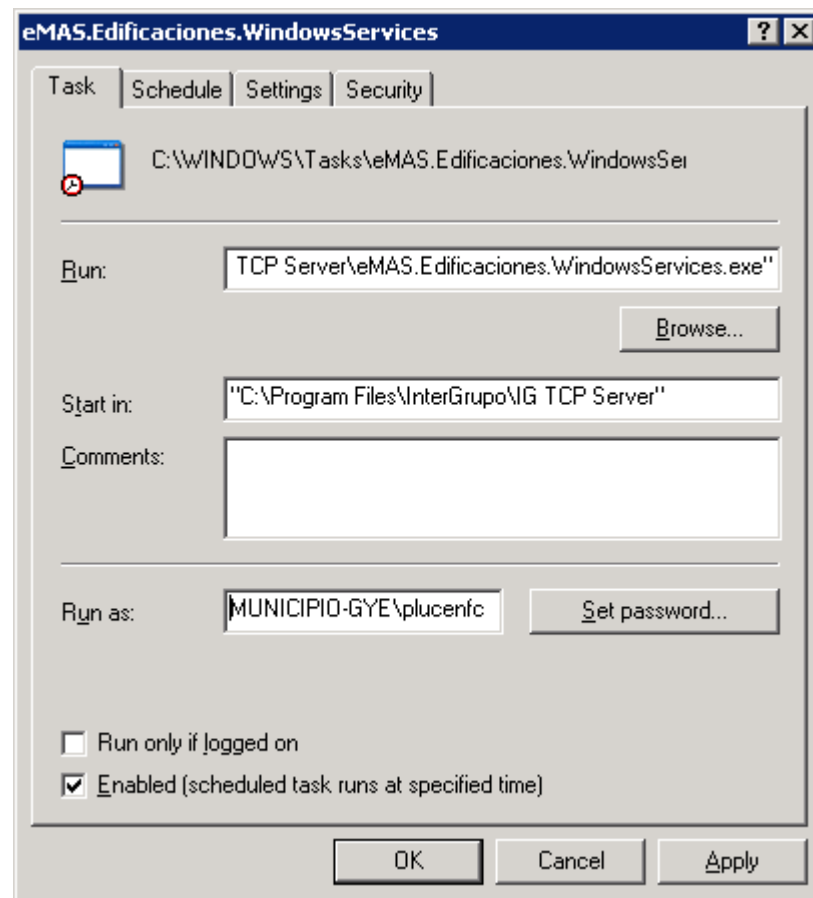 eMAS.Edificaciones.WindowsServices
Task Schedule Settings Security
C:\WINDOWS\Tasks\eMAS.Edificaciones.WindowsSer
Run: TCP Server\eMAS.Edificaciones.WindowsServices.exe"
Browse...
Start in: "C:\Program Files\InterGrupo\IG TCP Server"
Comments:
Run as: MUNICIPIO-GYE\plucenfc Set password...
Run only if logged on
Enabled (scheduled task runs at specified time)
OK Cancel Apply